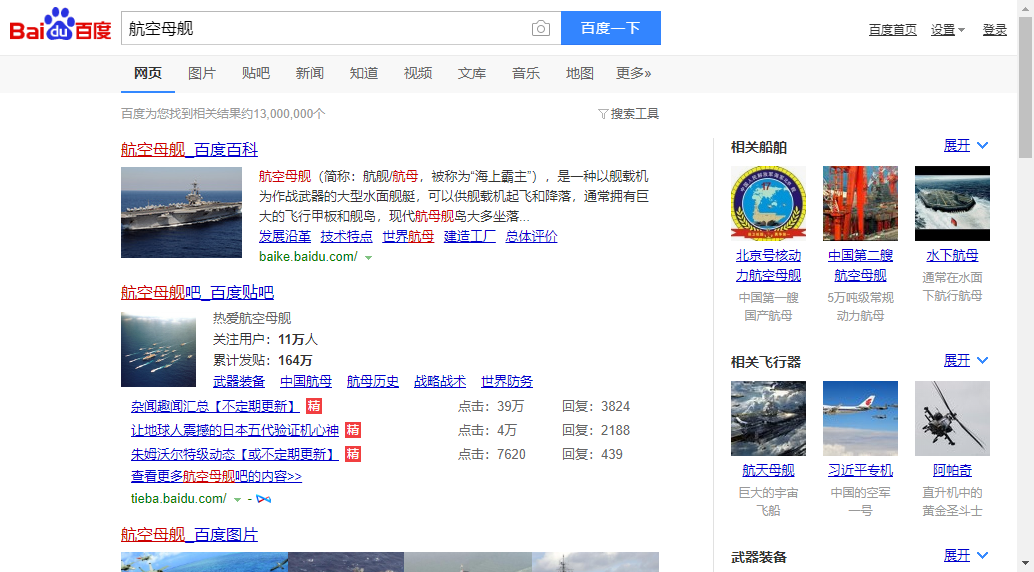 Bai du 百度
航空母舰
百度一下
百度首页 设置 登录
网页 图片 贴吧 新闻 知道 视频 文库 音乐 地图 更多»
百度为您找到相关结果约13,000,000个
搜索工具
航空母舰_百度百科
航空母舰（简称：航舰/航母，被称为“海上霸主”），是一种以舰载机
为作战武器的大型水面舰艇，可以供舰载机起飞和降落，通常拥有巨
大的飞行甲板和舰岛，现代航母舰岛大多坐落...
发展沿革 技术特点 世界航母 建造工厂 总体评价
baike.baidu.com/
航空母舰吧_百度贴吧
热爱航空母舰
关注用户：11万人
累计发贴：164万
武器装备 中国航母 航母历史 战略战术 世界防务
杂闻趣闻汇总【不定期更新】 精 点击：39万 回复：3824
让地球人震撼的日本五代验证机心神 精 点击：4万 回复：2188
朱姆沃尔特级动态【或不定期更新】 精 点击：7620 回复：439
查看更多航空母舰吧的内容>>
tieba.baidu.com/ -
航空母舰_百度图片
相关船舶 展开
北京号核动
力航空母舰
中国第一艘
国产航母
中国第二艘
航空母舰
5万吨级常规
动力航母
水下航母
通常在水面
下航行航母
相关飞行器 展开
航天母舰
巨大的宇宙
飞船
习近平专机
中国的空军
一号
阿帕奇
直升机中的
黄金圣斗士
武器装备 展开